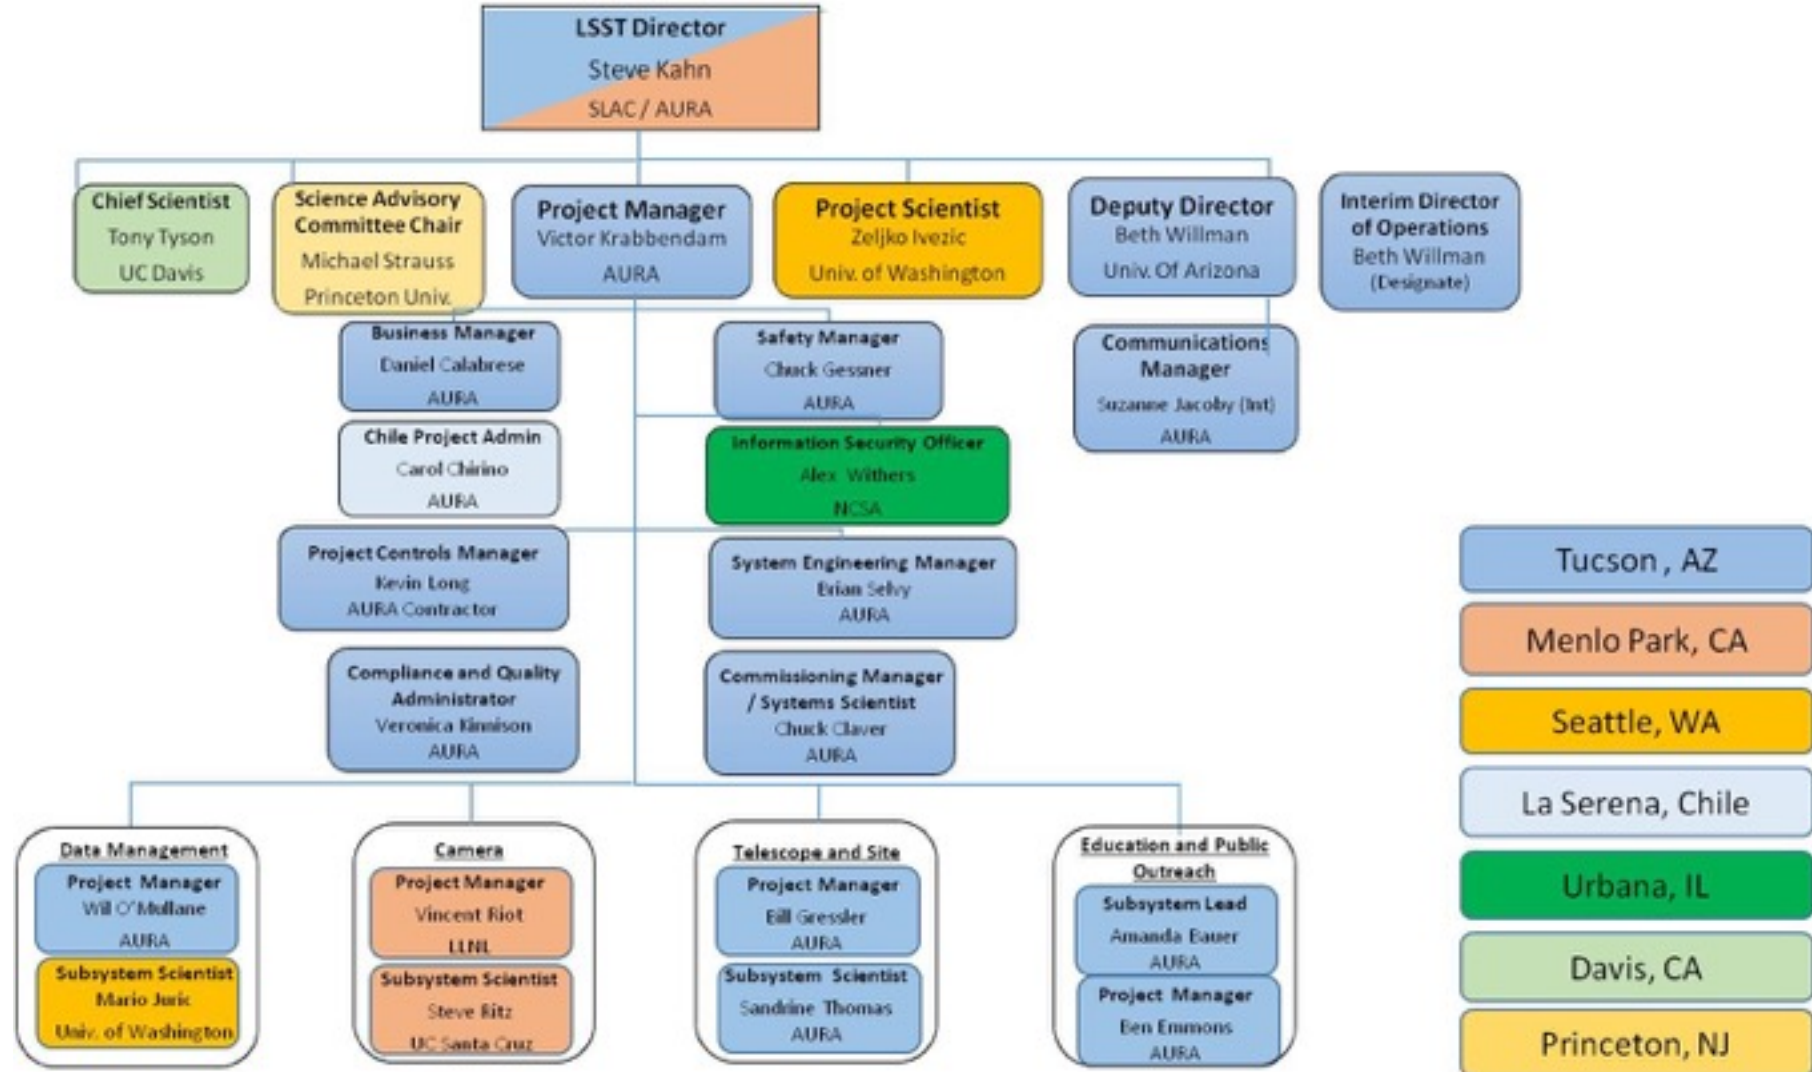 LSST Director
Steve Kahn
SLAC / AURA
Chief Scientist
Tony Tyson
UC Davis
Science Advisory
Committee Chair
Michael Strauss
Princeton Univ.
Project Manager
Victor Krabbendam
AURA
Project Scientist
Zeljko Ivezic
Univ. of Washington
Deputy Director
Beth Willman
Univ. Of Arizona
Interim Director
of Operations
Beth Willman
(Designate)
Business Manager
Daniel Calabrese
AURA
Safety Manager
Chuck Gessner
AURA
Communications
Manager
Suzanne Jacoby (Int)
AURA
Chile Project Admin
Carol Chirino
AURA
Information Security Officer
Alex Withers
NCSA
Project Controls Manager
Kevin Long
AURA Contractor
System Engineering Manager
Brian Selvy
AURA
Compliance and Quality
Administrator
Veronica Kinnison
AURA
Commissioning Manager
/ Systems Scientist
Chuck Claver
AURA
Data Management
Project Manager
Will O'Mullane
AURA
Subsystem Scientist
Mario Juric
Univ. of Washington
Camera
Project Manager
Vincent Riot
LLNL
Subsystem Scientist
Steve Ritz
UC Santa Cruz
Telescope and Site
Project Manager
Bill Gressler
AURA
Subsystem Scientist
Sandrine Thomas
AURA
Education and Public
Outreach
Subsystem Lead
Amanda Bauer
AURA
Project Manager
Ben Emmons
AURA
Tucson, AZ
Menlo Park, CA
Seattle, WA
La Serena, Chile
Urbana, IL
Davis, CA
Princeton, NJ